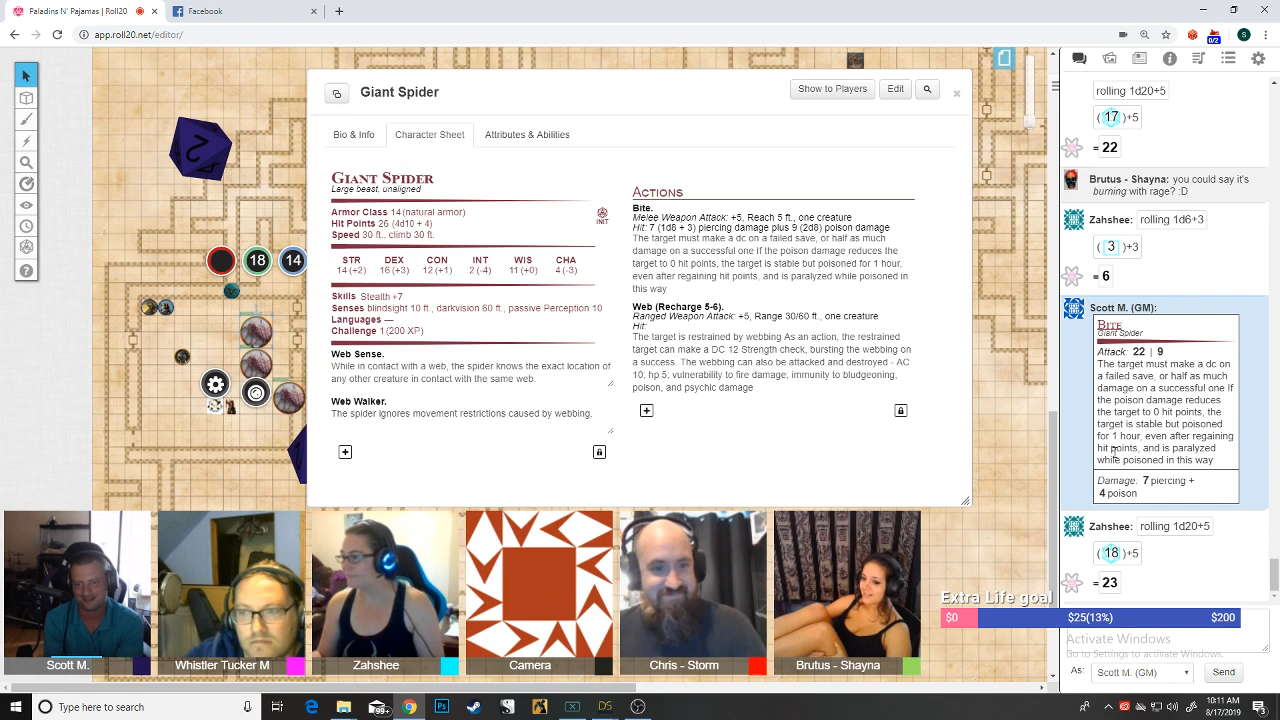 Paladins N' Pajamas | Roll20
Facebook
roll20.net/editor/
0/2
S
Giant Spider
Show to Players
Edit
Bio & Info
Character Sheet
Attributes & Abilities
GIANT SPIDER
Large beast, unaligned
Armor Class 14 (natural armor)
Hit Points 26 (4d10 + 4)
Speed 30 ft., climb 30 ft.
INIT
STR DEX CON INT WIS CHA
14 (+2) 16 (+3) 12 (+1) 2 (-4) 11 (+0) 4 (-3)
Skills Stealth +7
Senses blindsight 10 ft., darkvision 60 ft., passive Perception 10
Languages —
Challenge 1 (200 XP)
Web Sense.
While in contact with a web, the spider knows the exact location of
any other creature in contact with the same web.
Web Walker.
The spider ignores movement restrictions caused by webbing.
ACTIONS
Bite.
Melee Weapon Attack: +5, Reach 5 ft., one creature
Hit: 7 (1d8 + 3) piercing damage plus 9 (2d8) poison damage
The target must make a dc on a failed save, or half as much
damage on a successful one If the poison damage reduces
the target to 0 hit points, the target is stable but poisoned for 1 hour,
even after regaining hit points, and is paralyzed while poisoned in
this way
Web (Recharge 5-6).
Ranged Weapon Attack: +5, Range 30/60 ft., one creature
Hit:
The target is restrained by webbing As an action, the restrained
target can make a DC 12 Strength check, bursting the webbing on
a success. The webbing can also be attacked and destroyed - AC
10; hp 5; vulnerability to fire damage; immunity to bludgeoning,
poison, and psychic damage
18
14
2
rolling 1d20+5
(17)+5
= 22
Brutus - Shayna: you could say it's
burning with rage? :D
Zahshee: rolling 1d6+3
(3)+3
= 6
Scott M. (GM):
BITE
Giant Spider
Attack: 22 | 9
The target must make a dc on
a failed save, or half as much
damage on a successful one If
the poison damage reduces
the target to 0 hit points, the
target is stable but poisoned
for 1 hour, even after regaining
hit points, and is paralyzed
while poisoned in this way
Damage: 7 piercing +
4 poison
Zahshee: rolling 1d20+5
(18)+5
= 23
Extra Life goal
$0 $25(13%) $200
Activate Windows
Go to Settings to activate Windows.
As: Scott M. (GM)
Send
Scott M.
Whistler Tucker M
Zahshee
Camera
Chris - Storm
Brutus - Shayna
Type here to search
99+
Ps
DS
10:11 AM
8/17/2019